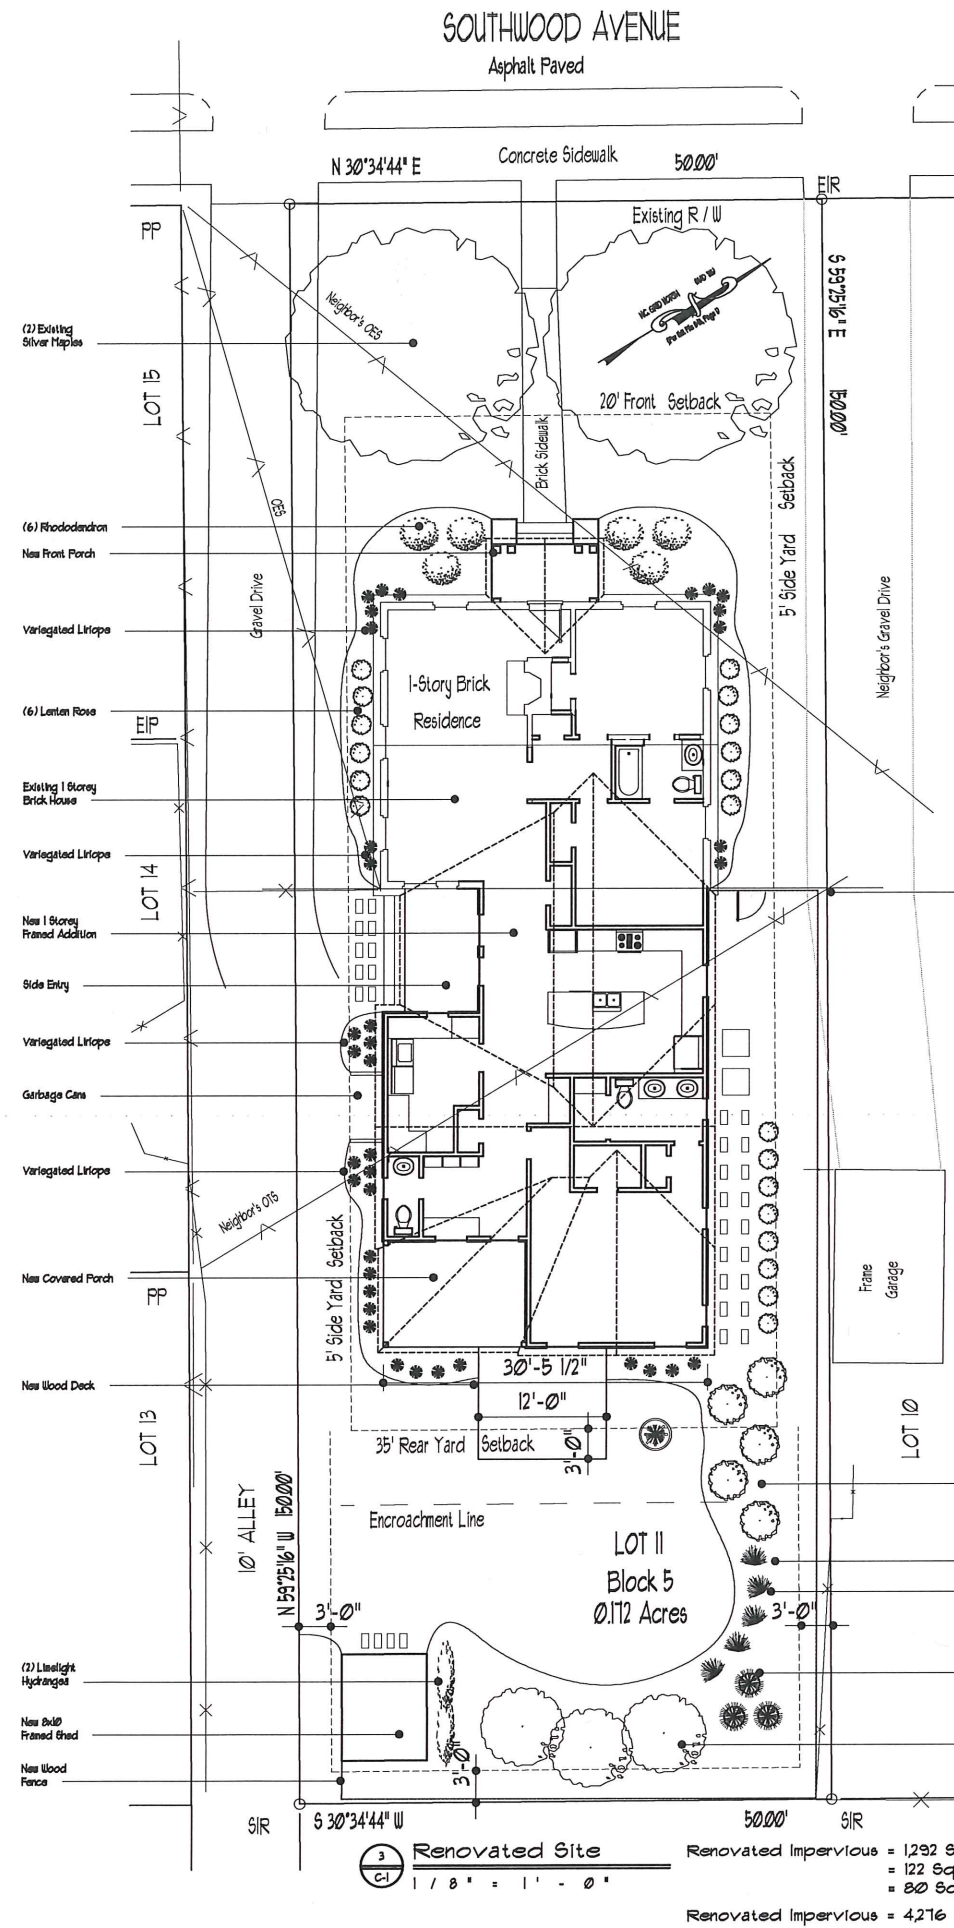 SOUTHWOOD AVENUE
Asphalt Paved
Concrete Sidewalk
N 30°34'44" E
50.00'
EIR
Existing R / W
PP
S 59°25'16" E
150.00'
N.C. GRID NORTH
Neighbor's OES
(2) Existing
Silver Maples
LOT 15
20' Front Setback
Brick Sidewalk
5' Side Yard Setback
OES
(6) Rhododendron
New Front Porch
Gravel Drive
Neighbor's Gravel Drive
Variegated Liriope
1-Story Brick
Residence
(6) Lenten Rose
EIP
Existing 1 Storey
Brick House
Variegated Liriope
LOT 14
New 1 Storey
Framed Addition
Side Entry
Variegated Liriope
Garbage Cans
Variegated Liriope
Neighbor's OTS
5' Side Yard Setback
Frame
Garage
New Covered Porch
PP
30'-5 1/2"
New Wood Deck
12'-0"
LOT 13
35' Rear Yard Setback
3'-0"
LOT 10
10' ALLEY
N 59°25'16" W 150.00'
Encroachment Line
LOT 11
Block 5
0.172 Acres
3'-0"
3'-0"
(2) Limelight
Hydrangea
New 8x10
Framed Shed
3'-0"
New Wood
Fence
SIR
S 30°34'44" W
50.00'
SIR
3
C-1
Renovated Site
1/8" = 1'-0"
Renovated Impervious = 1,292 S
= 122 Sq
= 80 Sq
Renovated Impervious = 4,276